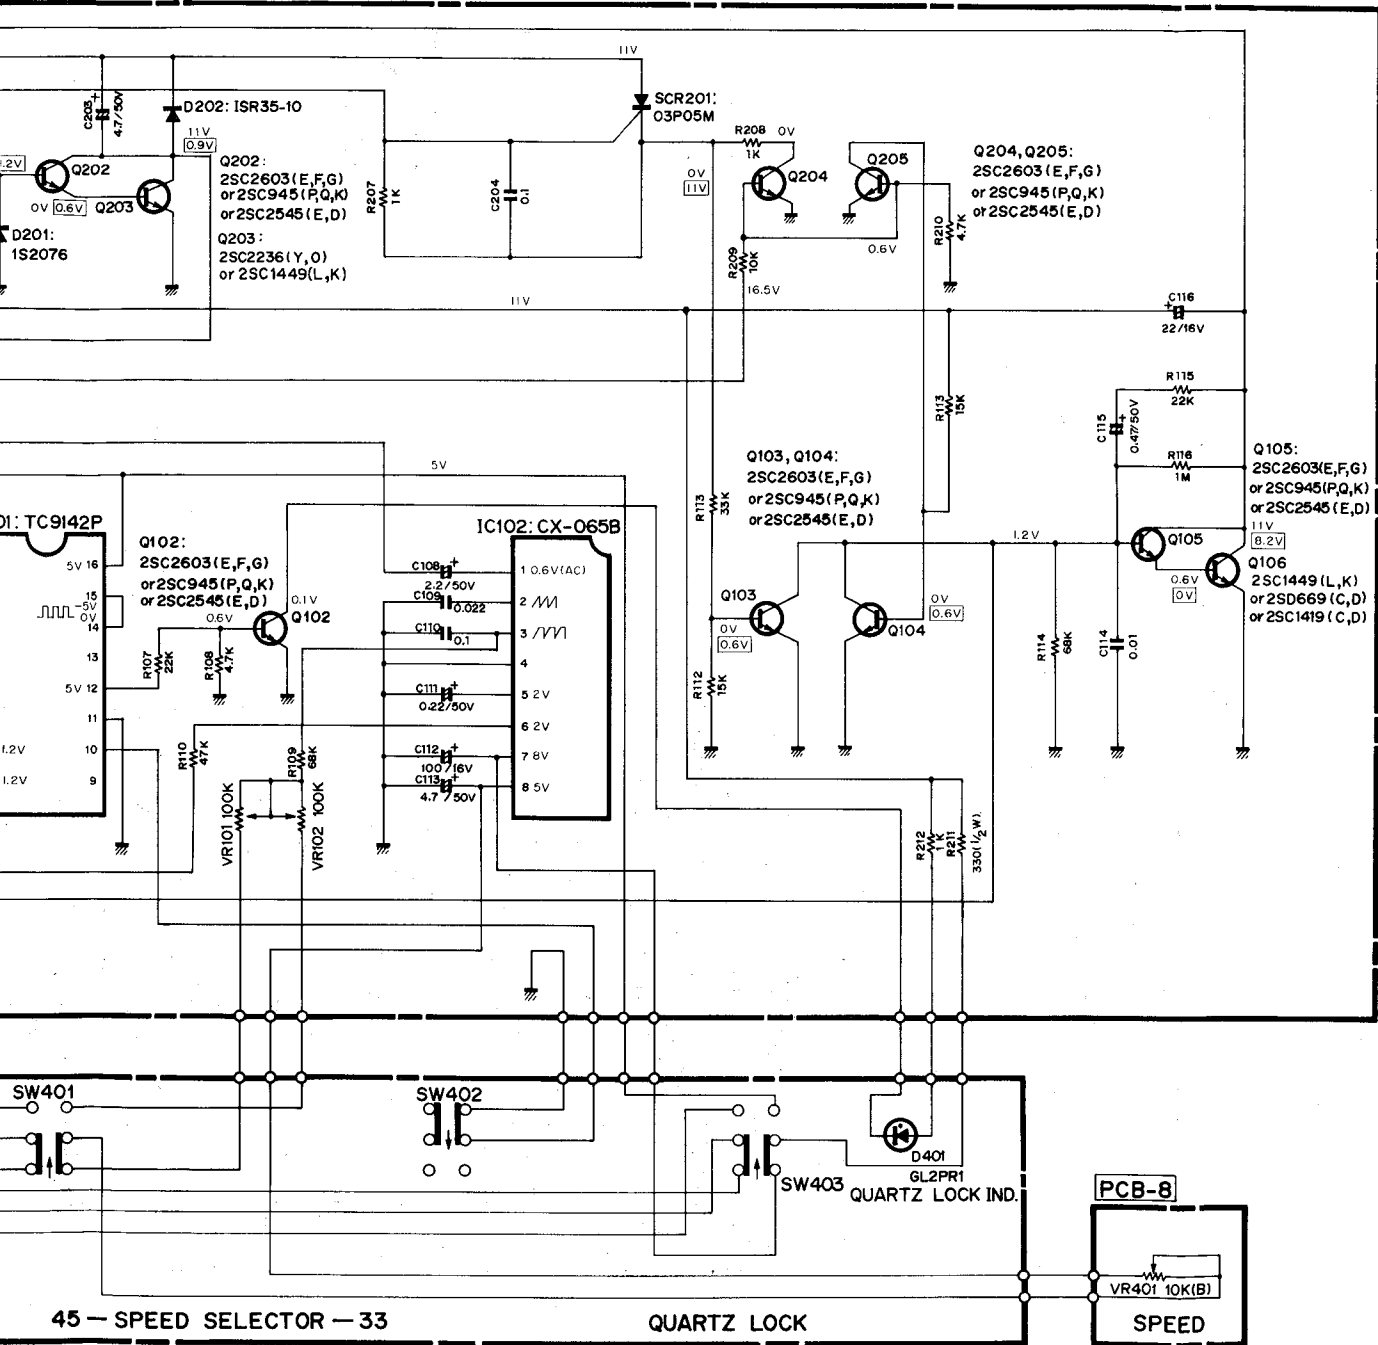 11V
C203
+
4.7/50V
D202: ISR35-10
11V
0.9V
.2V
Q202
0V 0.6V Q203
D201:
1S2076
Q202:
2SC2603(E,F,G)
or 2SC945(P,Q,K)
or 2SC2545(E,D)
Q203:
2SC2236(Y,O)
or 2SC1449(L,K)
R207
1K
C204
0.1
SCR201:
03P05M
R208 0V
1K
0V
11V
Q204
Q205
R209
10K
16.5V
0.6V
R210
4.7K
Q204,Q205:
2SC2603(E,F,G)
or 2SC945(P,Q,K)
or 2SC2545(E,D)
11V
C116
+
22/16V
R115
22K
C115
+
0.47/50V
R116
1M
R113
15K
5V
Q103,Q104:
2SC2603(E,F,G)
or 2SC945(P,Q,K)
or 2SC2545(E,D)
R113
33K
Q105:
2SC2603(E,F,G)
or 2SC945(P,Q,K)
or 2SC2545(E,D)
11V
8.2V
Q105
Q106
2SC1449(L,K)
or 2SD669(C,D)
or 2SC1419(C,D)
0.6V
0V
1.2V
01: TC9142P
5V 16
15
-5V
0V
14
13
5V 12
11
1.2V 10
1.2V 9
Q102:
2SC2603(E,F,G)
or 2SC945(P,Q,K)
or 2SC2545(E,D)
0.1V
0.6V
Q102
R107
22K
R108
4.7K
R110
47K
R109
68K
VR101 100K
VR102 100K
IC102: CX-065B
C108 +
2.2/50V
C109
0.022
C110
0.1
C111 +
0.22/50V
C112 +
100/16V
C113 +
4.7/50V
1 0.6V(AC)
2
3
4
5 2V
6 2V
7 8V
8 5V
Q103
0V
0.6V
Q104
0V
0.6V
R112
15K
R114
68K
C114
0.01
R212
1K
R211
330(1/2W)
SW401
SW402
SW403
D401
GL2PR1
QUARTZ LOCK IND.
PCB-8
VR401 10K(B)
SPEED
45 — SPEED SELECTOR — 33
QUARTZ LOCK